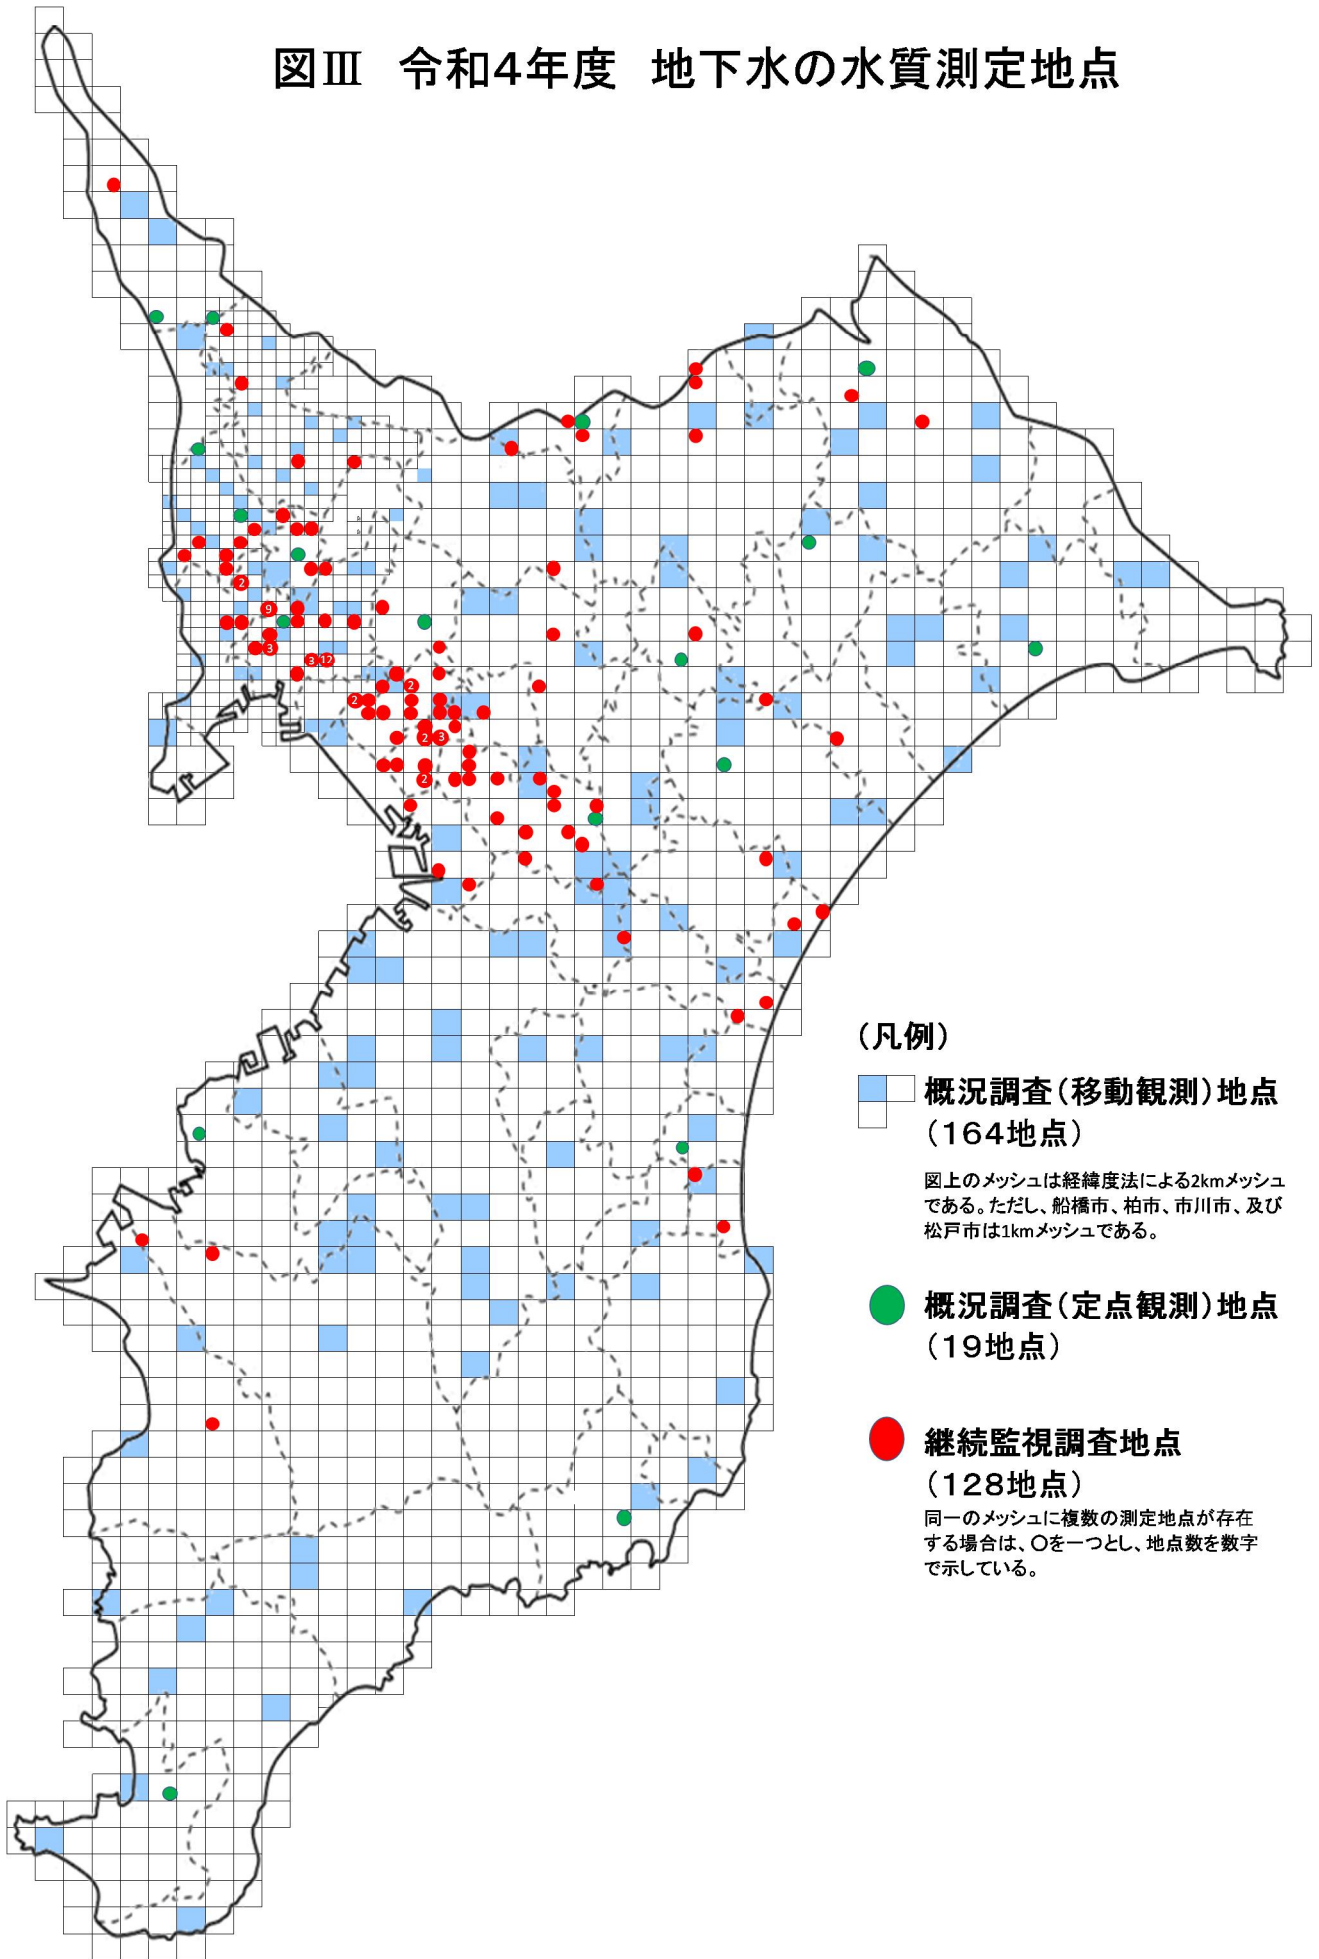 図Ⅲ 令和4年度 地下水の水質測定地点
2
9
3
3
12
2
2
2
3
2
(凡例)
概況調査(移動観測)地点
(164地点)
図上のメッシュは経緯度法による2kmメッシュ
である。ただし、船橋市、柏市、市川市、及び
松戸市は1kmメッシュである。
概況調査(定点観測)地点
(19地点)
継続監視調査地点
(128地点)
同一のメッシュに複数の測定地点が存在
する場合は、〇を一つとし、地点数を数字
で示している。